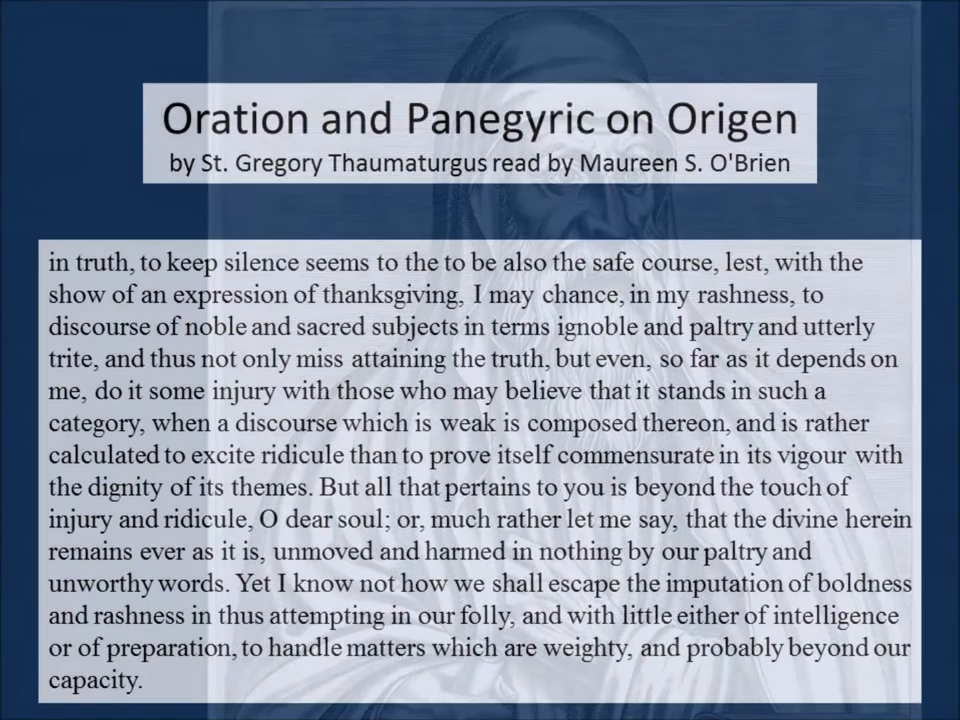 Oration and Panegyric on Origen
by St. Gregory Thaumaturgus read by Maureen S. O'Brien
in truth, to keep silence seems to the to be also the safe course, lest, with the
show of an expression of thanksgiving, I may chance, in my rashness, to
discourse of noble and sacred subjects in terms ignoble and paltry and utterly
trite, and thus not only miss attaining the truth, but even, so far as it depends on
me, do it some injury with those who may believe that it stands in such a
category, when a discourse which is weak is composed thereon, and is rather
calculated to excite ridicule than to prove itself commensurate in its vigour with
the dignity of its themes. But all that pertains to you is beyond the touch of
injury and ridicule, O dear soul; or, much rather let me say, that the divine herein
remains ever as it is, unmoved and harmed in nothing by our paltry and
unworthy words. Yet I know not how we shall escape the imputation of boldness
and rashness in thus attempting in our folly, and with little either of intelligence
or of preparation, to handle matters which are weighty, and probably beyond our
capacity.